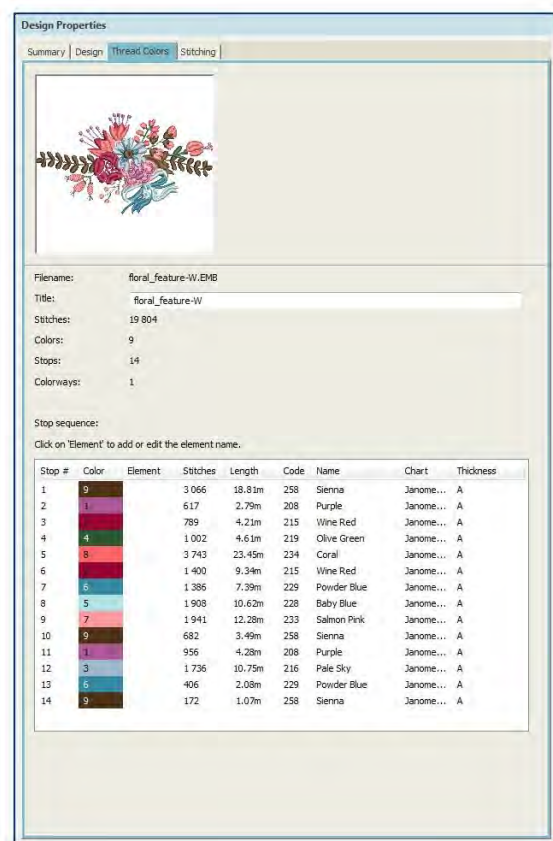 Design Properties
Summary Design Thread Colors Stitching
Filename: floral_feature-W.EMB
Title: floral_feature-W
Stitches: 19 804
Colors: 9
Stops: 14
Colorways: 1
Stop sequence:
Click on 'Element' to add or edit the element name.
Stop # Color Element Stitches Length Code Name Chart Thickness
1 9 3 066 18.81m 258 Sienna Janome... A
2 1 617 2.79m 208 Purple Janome... A
3 789 4.21m 215 Wine Red Janome... A
4 4 1 002 4.61m 219 Olive Green Janome... A
5 8 3 743 23.45m 234 Coral Janome... A
6 1 400 9.34m 215 Wine Red Janome... A
7 6 1 386 7.39m 229 Powder Blue Janome... A
8 5 1 908 10.62m 228 Baby Blue Janome... A
9 7 1 941 12.28m 233 Salmon Pink Janome... A
10 9 682 3.49m 258 Sienna Janome... A
11 1 956 4.28m 208 Purple Janome... A
12 3 1 736 10.75m 216 Pale Sky Janome... A
13 6 406 2.08m 229 Powder Blue Janome... A
14 9 172 1.07m 258 Sienna Janome... A